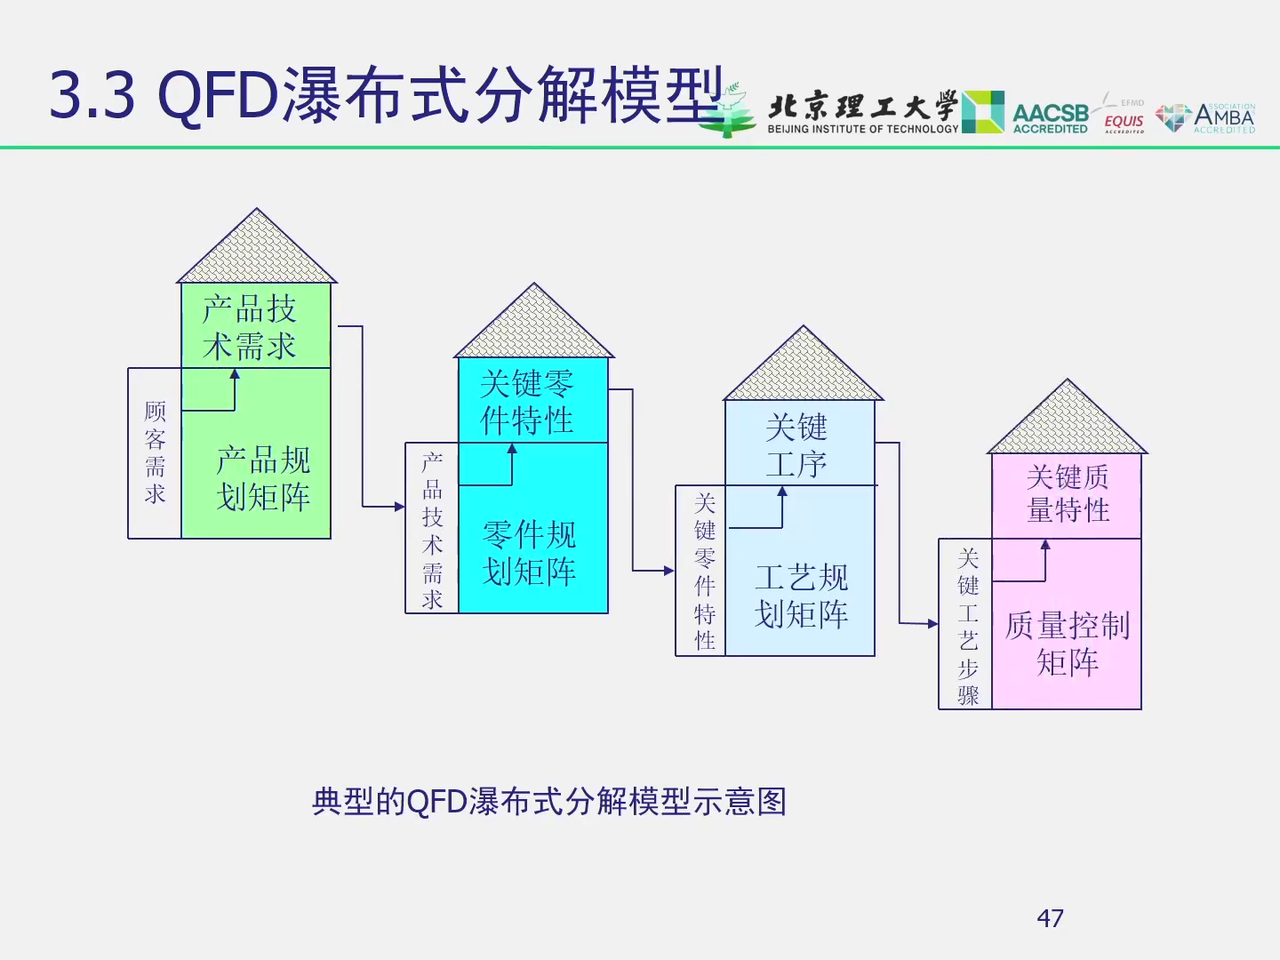 3.3 QFD瀑布式分解模型
北京理工大學
BEIJING INSTITUTE OF TECHNOLOGY
AACSB
ACCREDITED
EFMD
EQUIS
ACCREDITED
ASSOCIATION
AMBA
ACCREDITED
产品技
术需求
顾客需求
产品规
划矩阵
关键零
件特性
产品技术需求
零件规
划矩阵
关键
工序
关键零件特性
工艺规
划矩阵
关键质
量特性
关键工艺步骤
质量控制
矩阵
典型的QFD瀑布式分解模型示意图
47